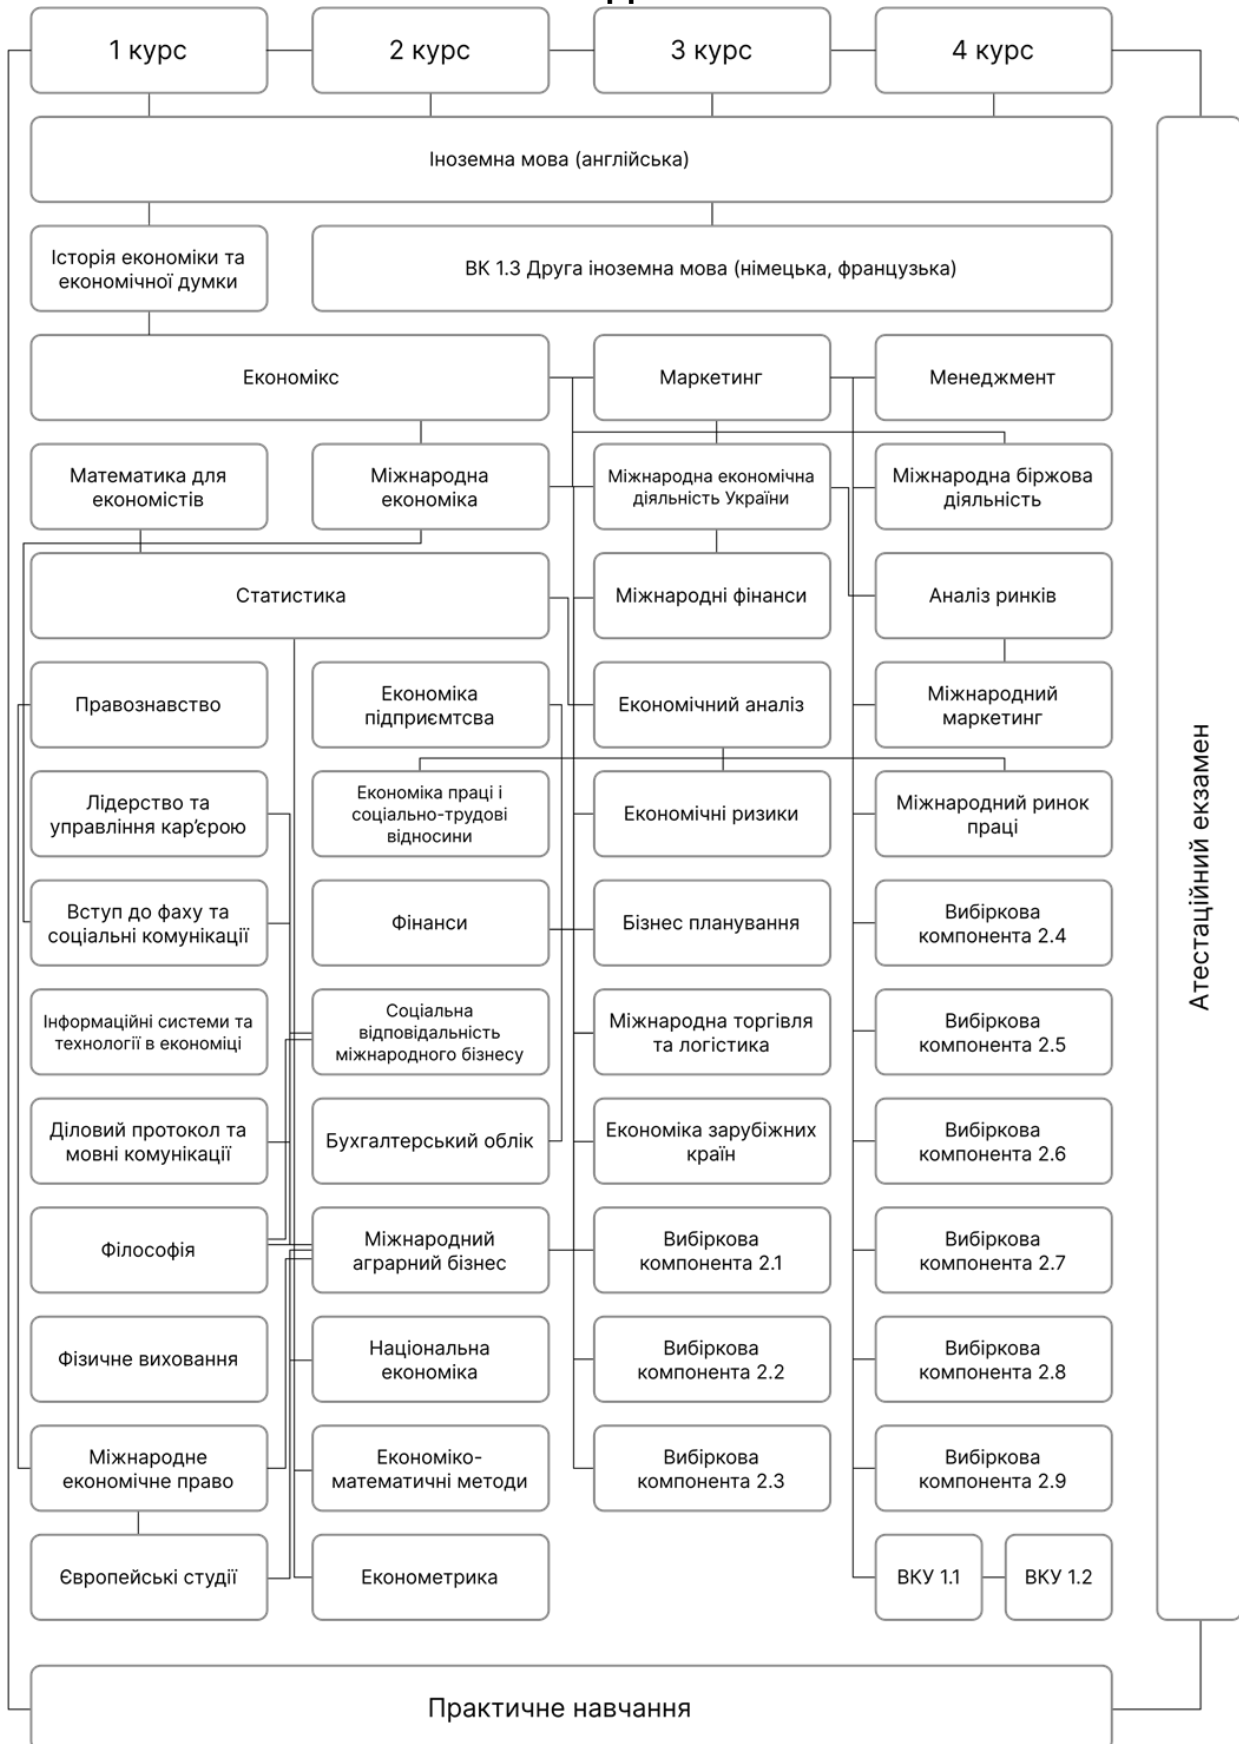 1 курс
2 курс
3 курс
4 курс
Іноземна мова (англійська)
Історія економіки та
економічної думки
ВК 1.3 Друга іноземна мова (німецька, французька)
Економікс
Маркетинг
Менеджмент
Математика для
економістів
Міжнародна
економіка
Міжнародна економічна
діяльність України
Міжнародна біржова
діяльність
Статистика
Міжнародні фінанси
Аналіз ринків
Правознавство
Економіка
підприємтсва
Економічний аналіз
Міжнародний
маркетинг
Лідерство та
управління кар’єрою
Економіка праці і
соціально-трудові
відносини
Економічні ризики
Міжнародний ринок
праці
Вступ до фаху та
соціальні комунікації
Фінанси
Бізнес планування
Вибіркова
компонента 2.4
Інформаційні системи та
технології в економіці
Соціальна
відповідальність
міжнародного бізнесу
Міжнародна торгівля
та логістика
Вибіркова
компонента 2.5
Діловий протокол та
мовні комунікації
Бухгалтерський облік
Економіка зарубіжних
країн
Вибіркова
компонента 2.6
Філософія
Міжнародний
аграрний бізнес
Вибіркова
компонента 2.1
Вибіркова
компонента 2.7
Фізичне виховання
Національна
економіка
Вибіркова
компонента 2.2
Вибіркова
компонента 2.8
Міжнародне
економічне право
Економіко-
математичні методи
Вибіркова
компонента 2.3
Вибіркова
компонента 2.9
Європейські студії
Економетрика
ВКУ 1.1
ВКУ 1.2
Атестаційний екзамен
Практичне навчання